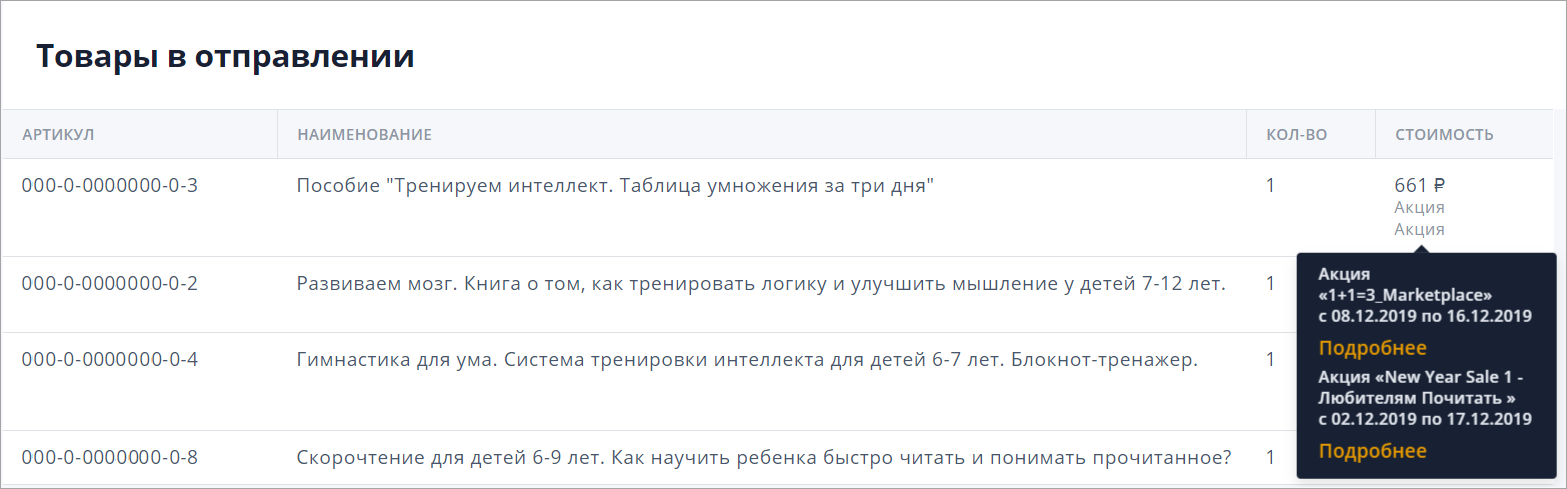 Товары в отправлении
АРТИКУЛ НАИМЕНОВАНИЕ КОЛ-ВО СТОИМОСТЬ
000-0-0000000-0-3 Пособие "Тренируем интеллект. Таблица умножения за три дня" 1 661 ₽
Акция
Акция
000-0-0000000-0-2 Развиваем мозг. Книга о том, как тренировать логику и улучшить мышление у детей 7-12 лет. 1
000-0-0000000-0-4 Гимнастика для ума. Система тренировки интеллекта для детей 6-7 лет. Блокнот-тренажер. 1
000-0-0000000-0-8 Скорочтение для детей 6-9 лет. Как научить ребенка быстро читать и понимать прочитанное? 1
Акция
«1+1=3_Marketplace»
с 08.12.2019 по 16.12.2019
Подробнее
Акция «New Year Sale 1 -
Любителям Почитать »
с 02.12.2019 по 17.12.2019
Подробнее